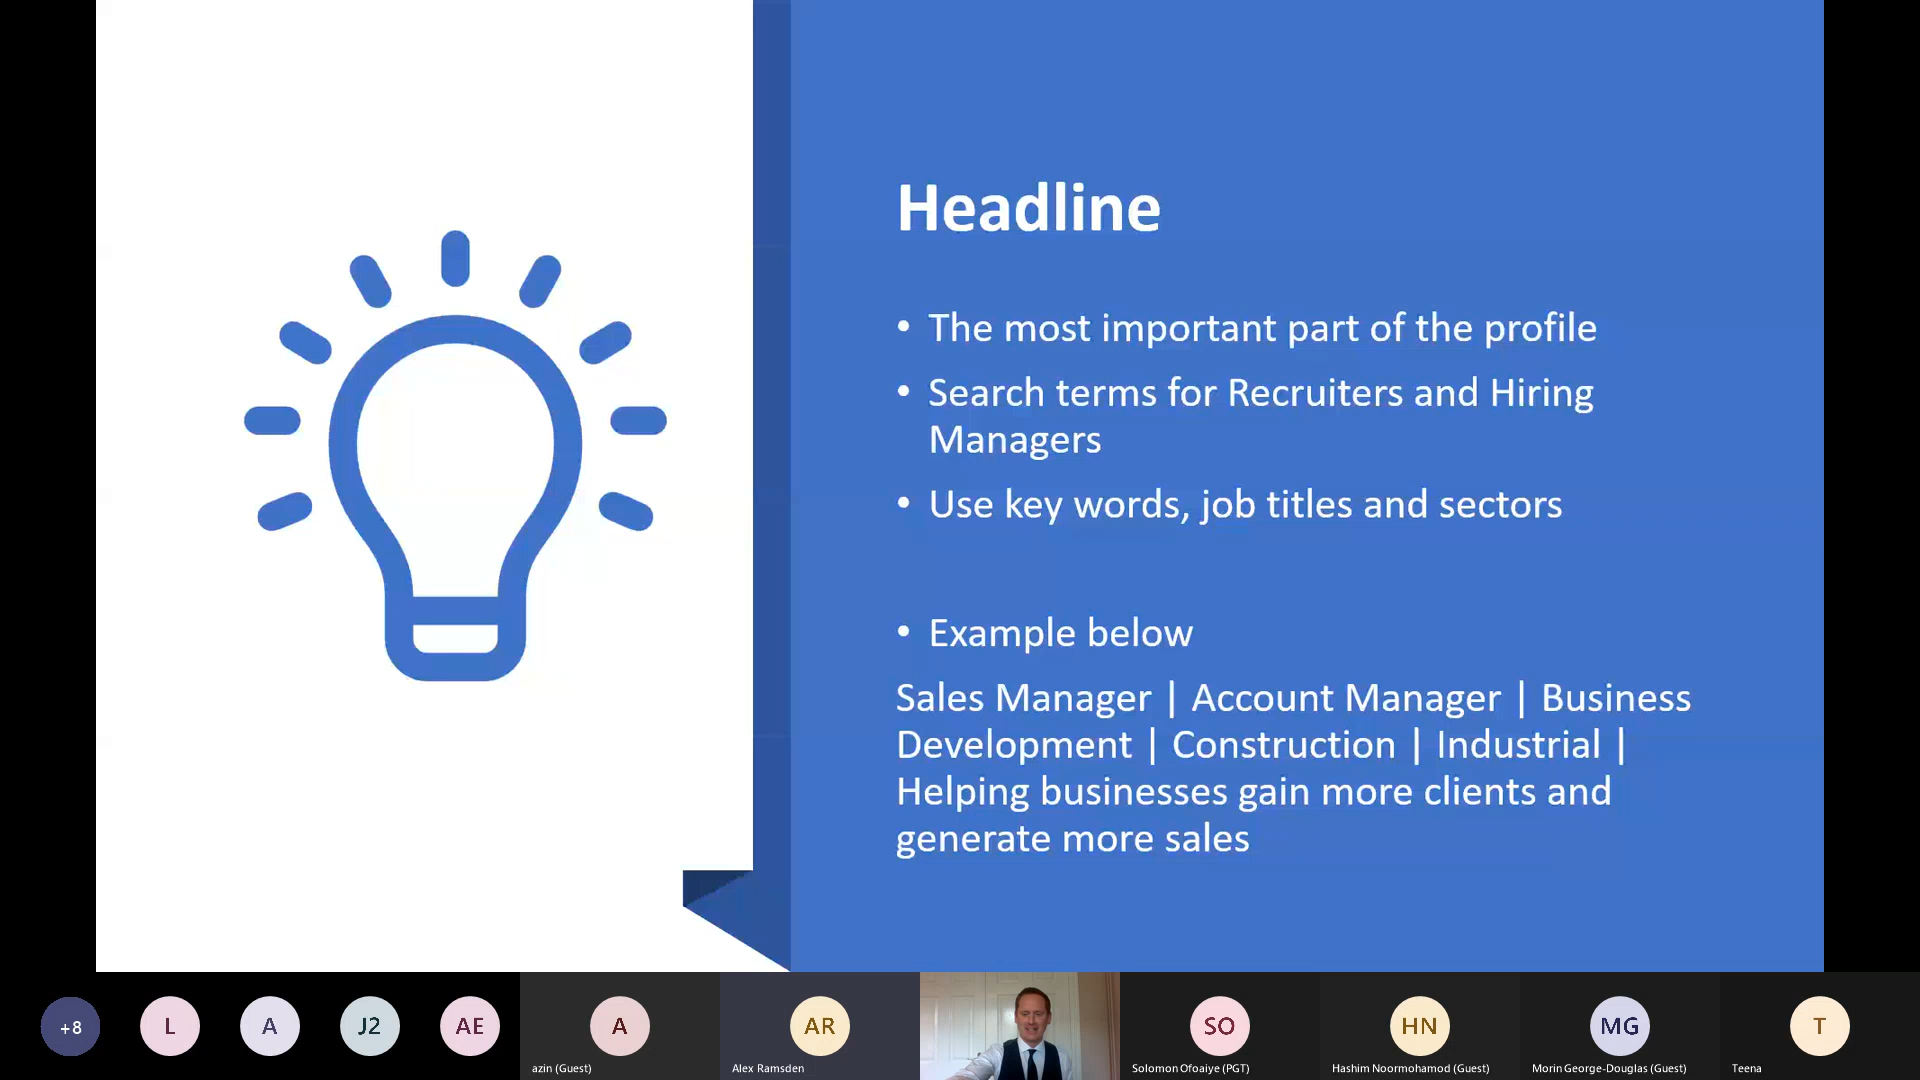 Headline
• The most important part of the profile
• Search terms for Recruiters and Hiring
Managers
• Use key words, job titles and sectors
• Example below
Sales Manager | Account Manager | Business
Development | Construction | Industrial |
Helping businesses gain more clients and
generate more sales
+8
L
A
J2
AE
A
azin (Guest)
AR
Alex Ramsden
SO
Solomon Ofoaiye (PGT)
HN
Hashim Noormohamod (Guest)
MG
Morin George-Douglas (Guest)
T
Teena